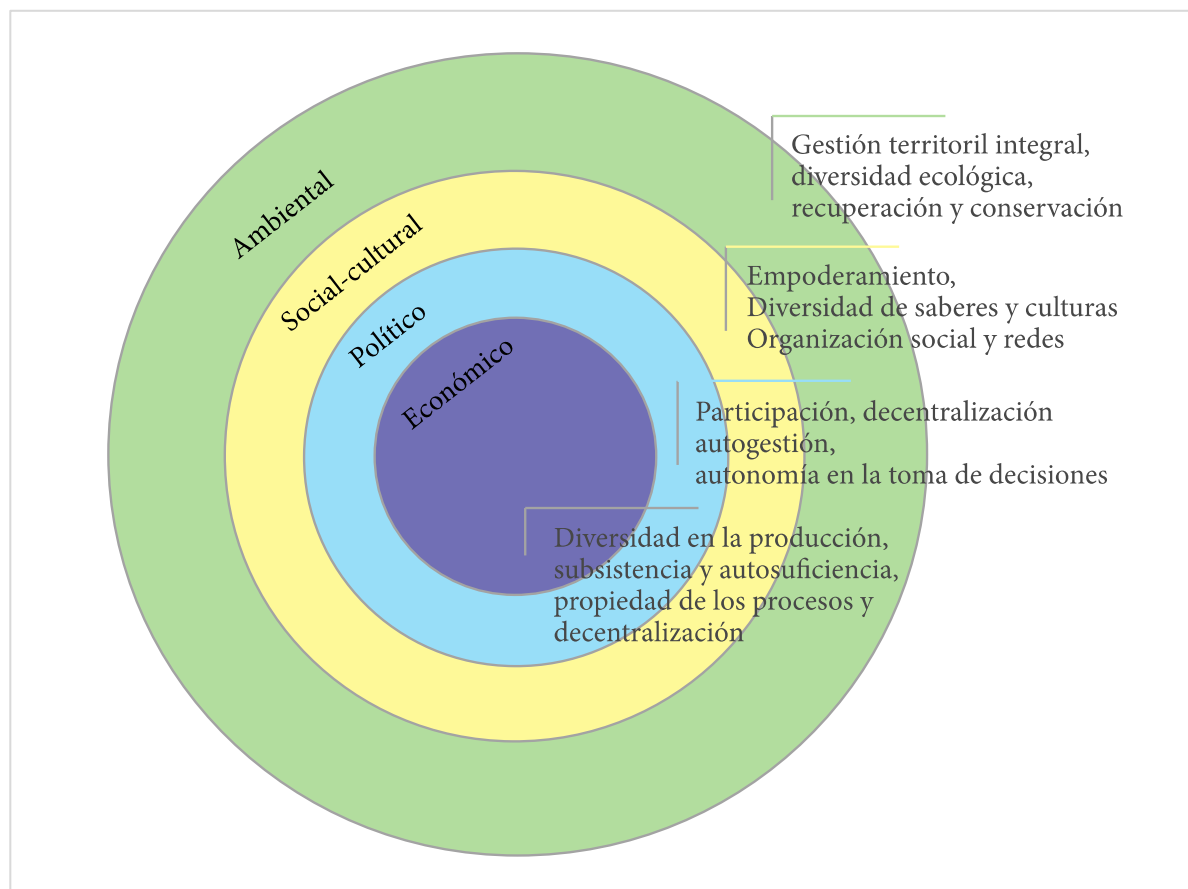 Ambiental
Social-cultural
Político
Económico
Gestión territoril integral,
diversidad ecológica,
recuperación y conservación
Empoderamiento,
Diversidad de saberes y culturas
Organización social y redes
Participación, decentralización
autogestión,
autonomía en la toma de decisiones
Diversidad en la producción,
subsistencia y autosuficiencia,
propiedad de los procesos y
decentralización